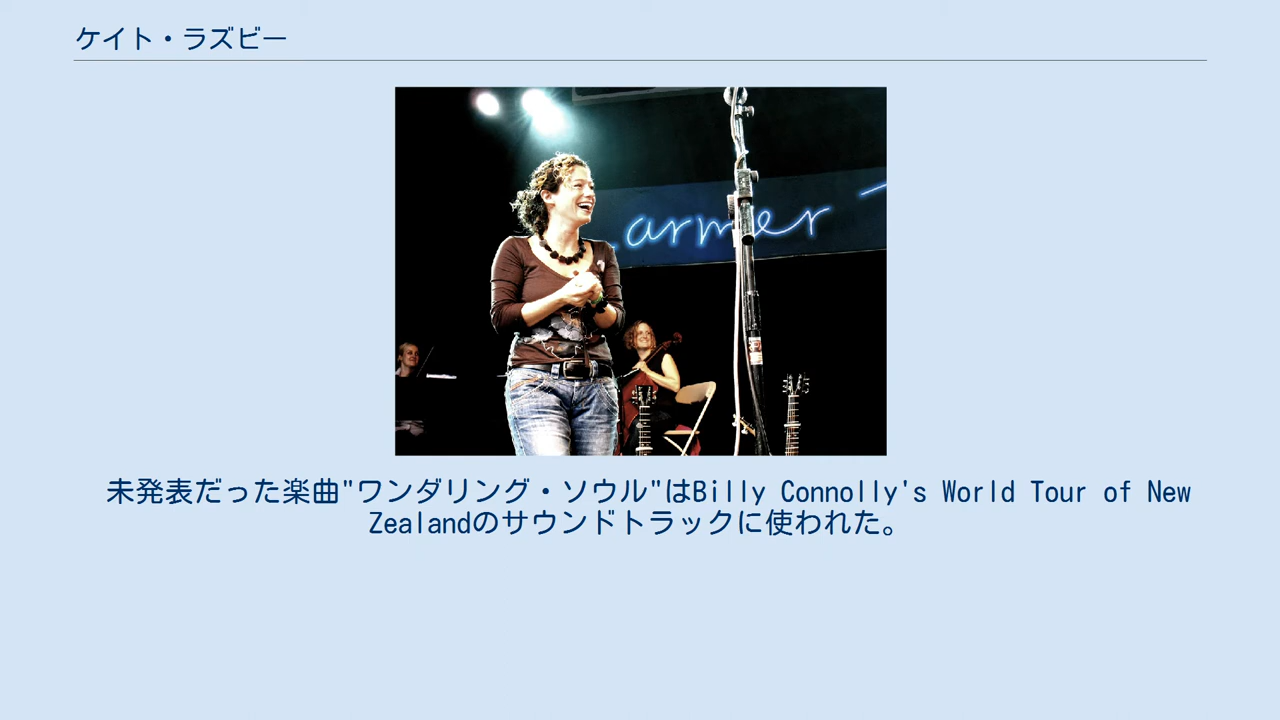 ケイト・ラズビー
armer T
未発表だった楽曲"ワンダリング・ソウル"はBilly Connolly's World Tour of New
Zealandのサウンドトラックに使われた。